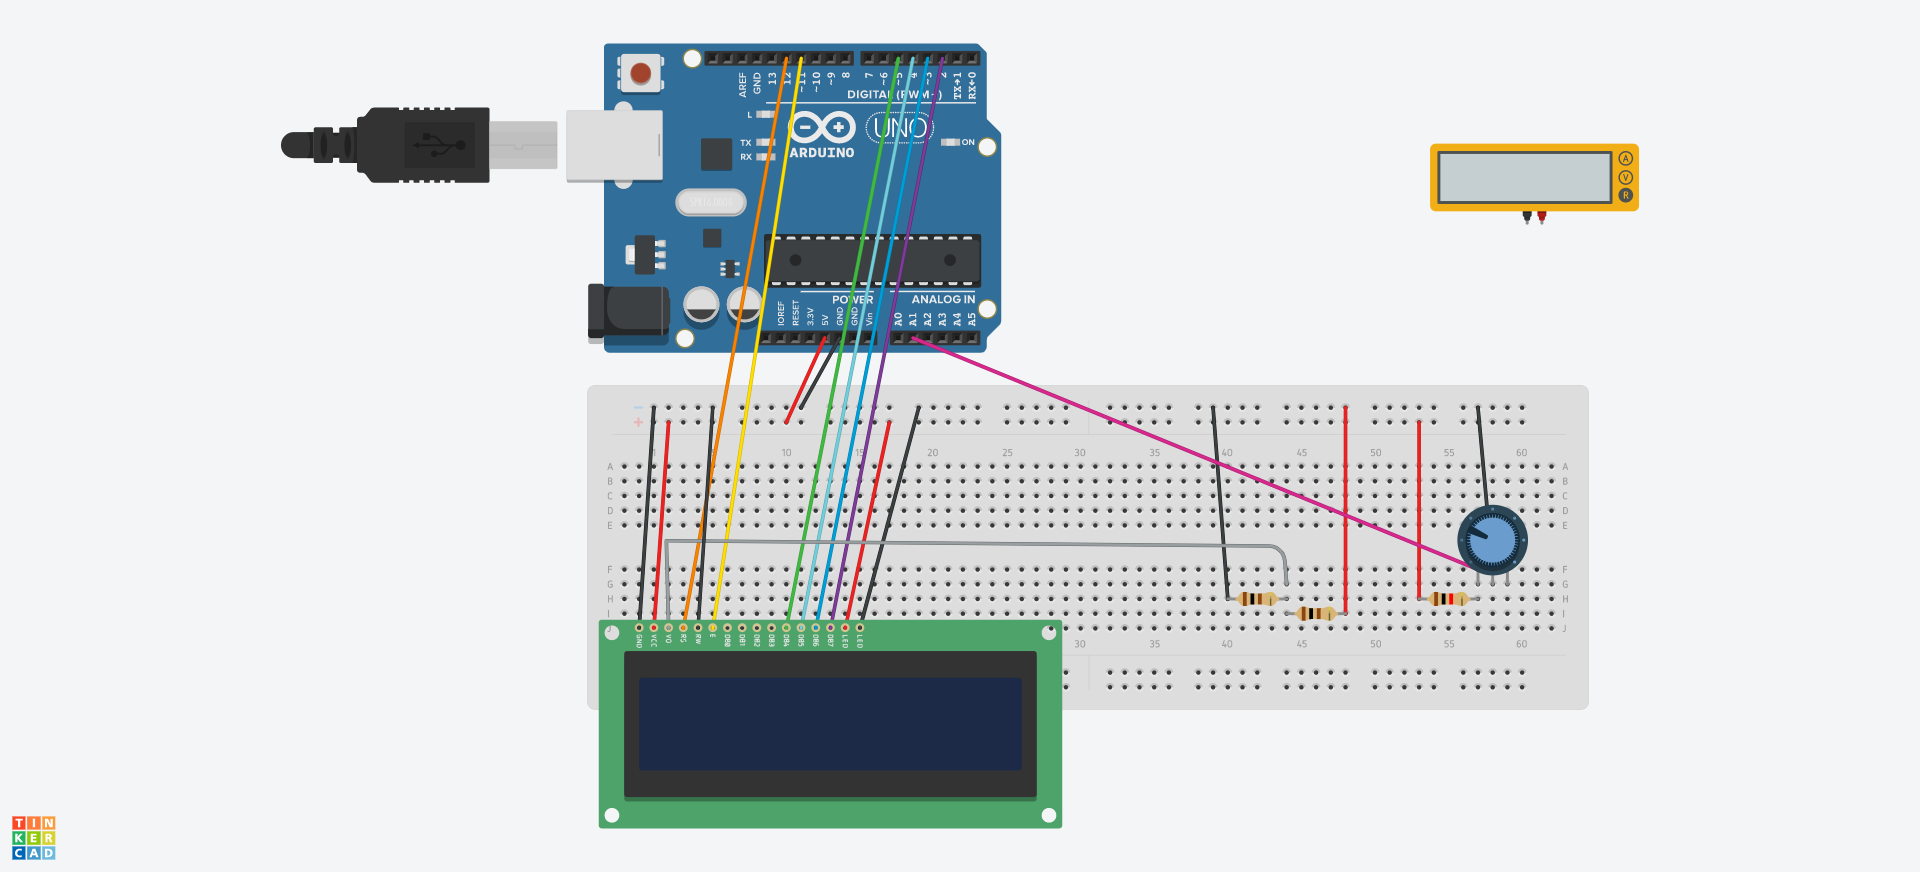 AREF
GND
13
12
~11
~10
~9
8
7
6
~5
4
~3
2
TX→1
RX←0
DIGITAL (PWM~)
L
TX
RX
ARDUINO
UNO
ON
A
V
R
POWER
ANALOG IN
IOREF
RESET
3.3V
5V
GND
GND
Vin
A0
A1
A2
A3
A4
A5
1 10 15 20 25 30 35 40 45 50 55 60
A A
B B
C C
D D
E E
F F
G G
H H
I I
J J
GND VCC VO RS RW E DB0 DB1 DB2 DB3 DB4 DB5 DB6 DB7 LED LED
30 35 40 45 50 55 60
TIN
KER
CAD